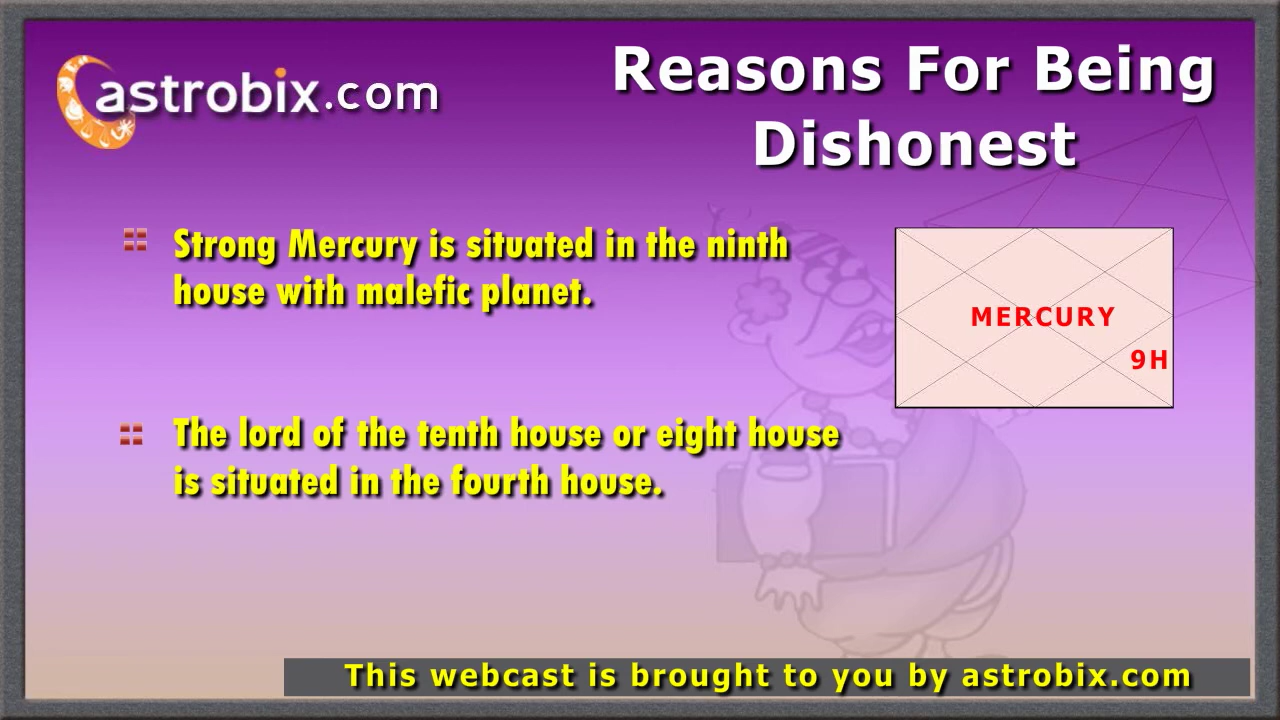 astrobix.com
Reasons For Being
Dishonest
Strong Mercury is situated in the ninth
house with malefic planet.
MERCURY
9H
The lord of the tenth house or eight house
is situated in the fourth house.
This webcast is brought to you by astrobix.com